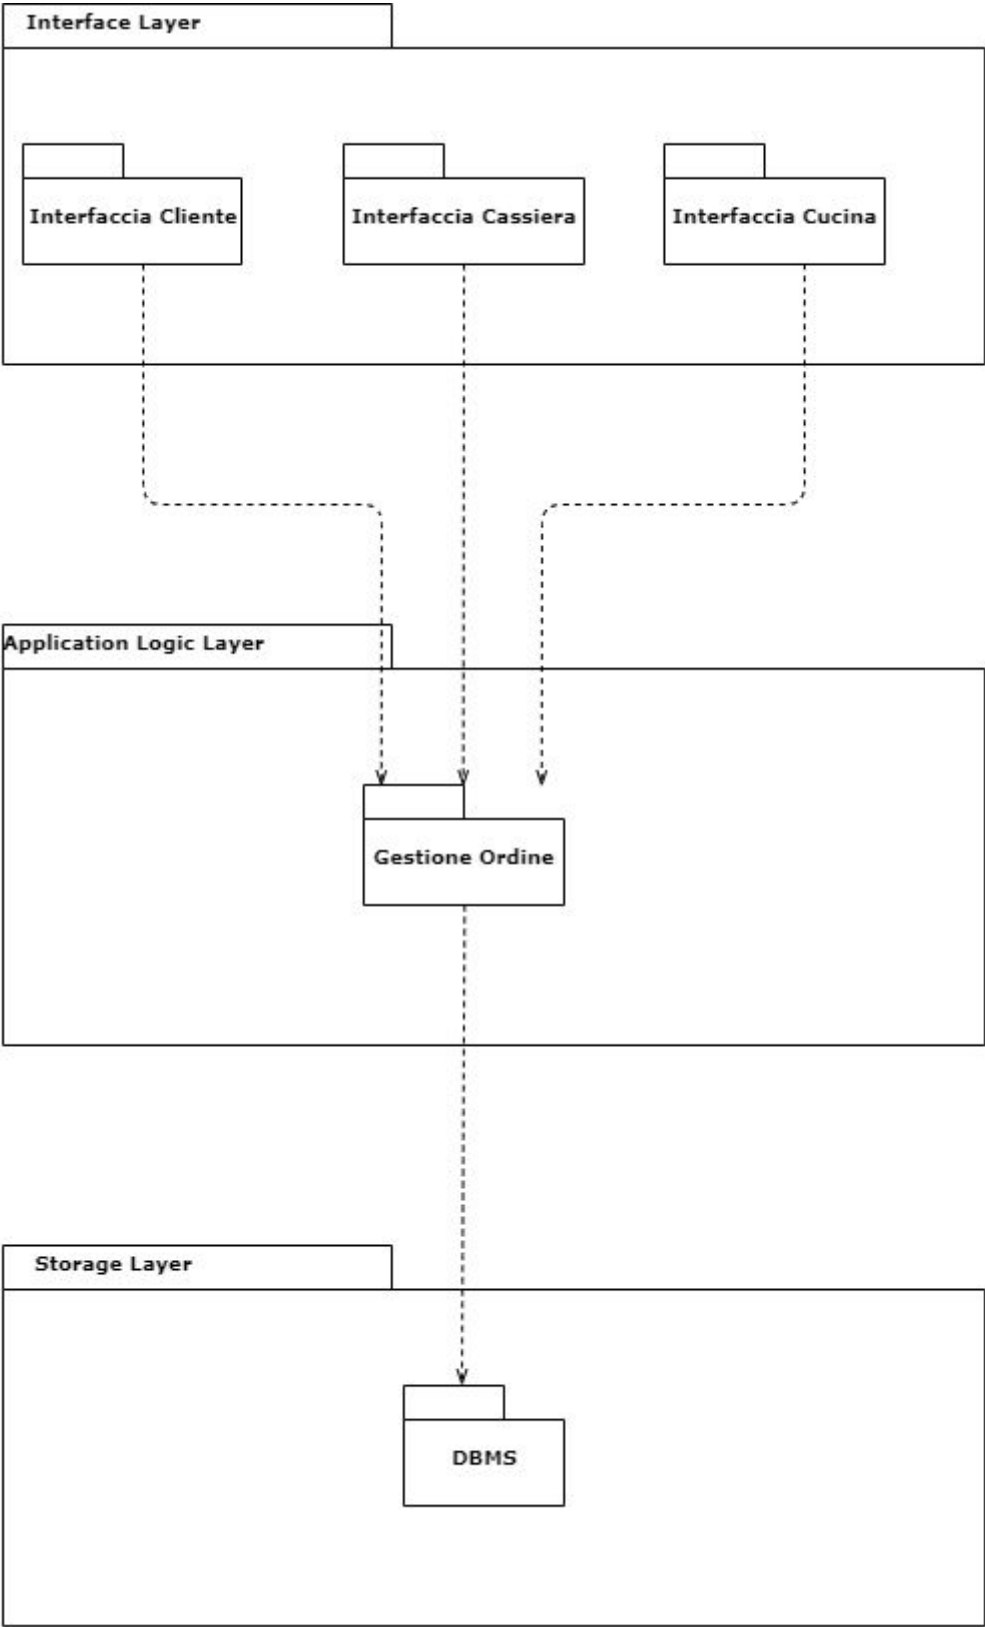 Interface Layer
Interfaccia Cliente
Interfaccia Cassiera
Interfaccia Cucina
Application Logic Layer
Gestione Ordine
Storage Layer
DBMS